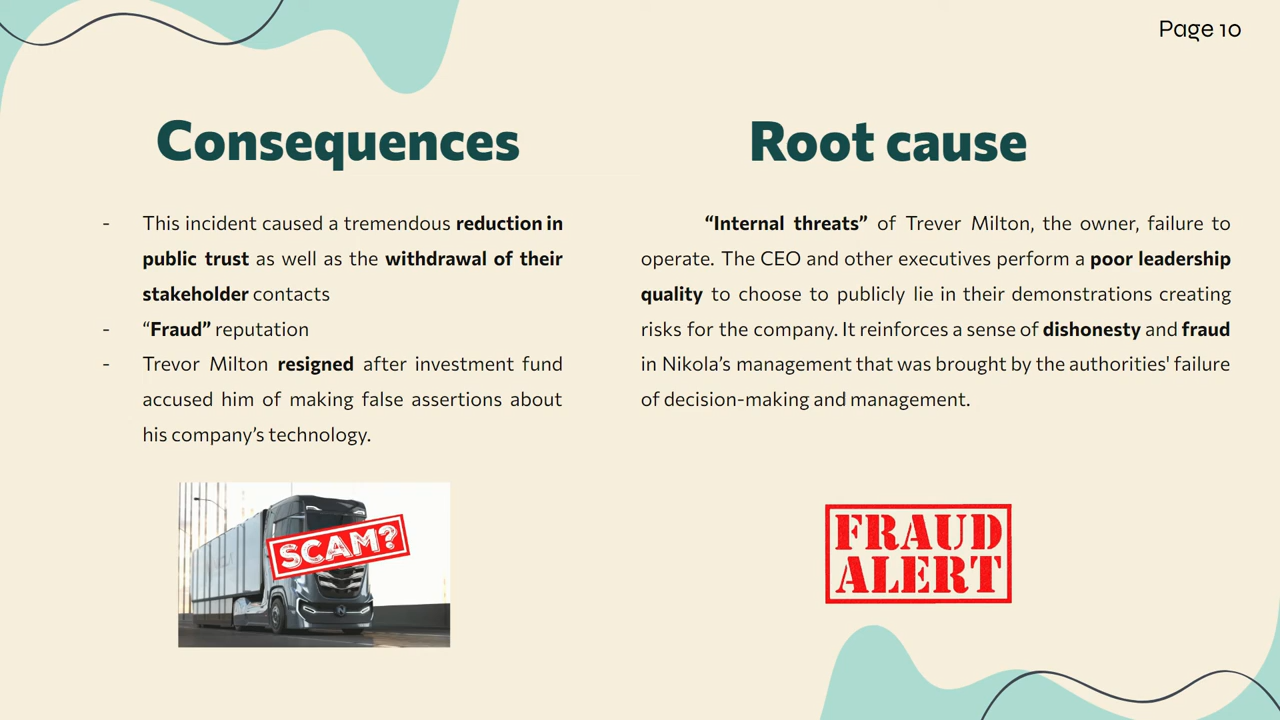 Page 10
Consequences
- This incident caused a tremendous reduction in
public trust as well as the withdrawal of their
stakeholder contacts
- “Fraud” reputation
- Trevor Milton resigned after investment fund
accused him of making false assertions about
his company’s technology.
SCAM?
Root cause
“Internal threats” of Trever Milton, the owner, failure to
operate. The CEO and other executives perform a poor leadership
quality to choose to publicly lie in their demonstrations creating
risks for the company. It reinforces a sense of dishonesty and fraud
in Nikola’s management that was brought by the authorities' failure
of decision-making and management.
FRAUD
ALERT